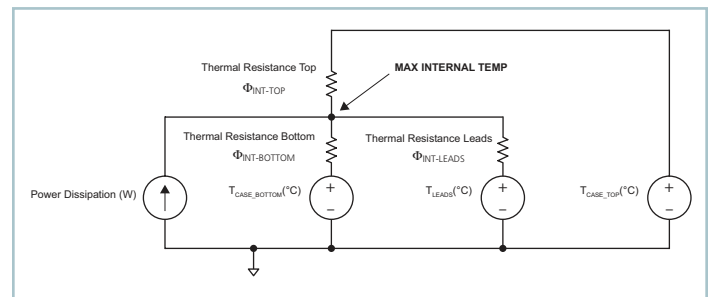 Thermal Resistance Top
MAX INTERNAL TEMP
ΦINT-TOP
Thermal Resistance Bottom
Thermal Resistance Leads
ΦINT-BOTTOM
ΦINT-LEADS
Power Dissipation (W)
TCASE_BOTTOM(°C)
+
–
TLEADS(°C)
+
–
TCASE_TOP(°C)
+
–